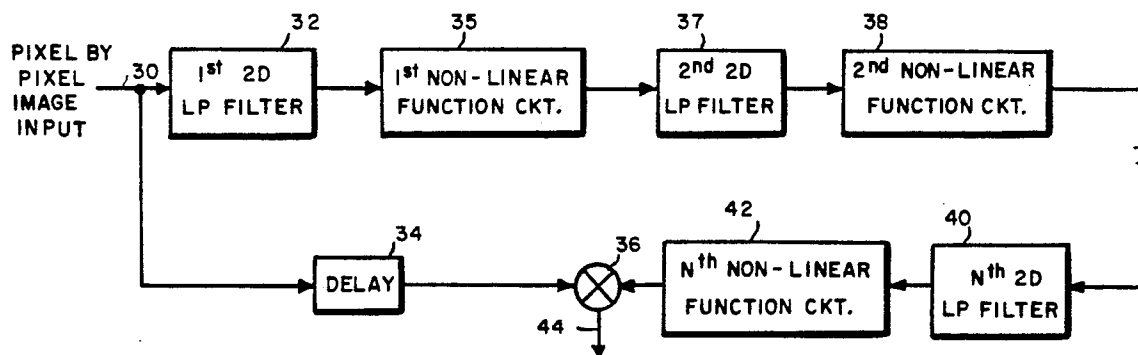 32
35
37
38
PIXEL BY
PIXEL
IMAGE
INPUT
30
1st 2D
LP FILTER
1st NON-LINEAR
FUNCTION CKT.
2nd 2D
LP FILTER
2nd NON-LINEAR
FUNCTION CKT.
34
DELAY
36
44
42
Nth NON-LINEAR
FUNCTION CKT.
40
Nth 2D
LP FILTER